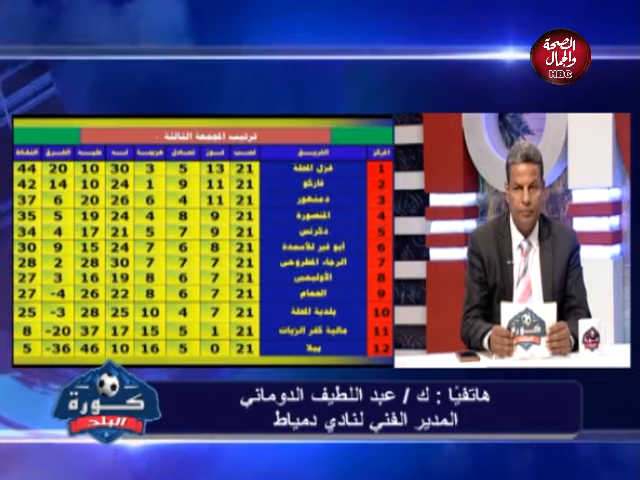 الصحة
والجمال
HBC
ترتيب المجمعة الثالثة
المركز الفريق لعب فوز تعادل هزيمة له عليه الفرق النقاط
1 غزل المحلة 21 13 5 3 30 10 20 44
2 فاركو 21 11 9 1 24 10 14 42
3 دمنهور 21 11 4 6 26 20 6 37
4 المنصورة 21 9 8 4 24 19 5 35
5 دكرنس 21 9 7 5 21 17 4 34
6 أبو قير للأسمدة 21 7 6 8 24 15 9 30
7 الرجاء المطروحى 21 7 7 28 30 7 2 28
8 الأوليمبى 21 7 6 8 19 16 3 27
9 الحمام 21 7 6 8 22 26 -4 27
10 بلدية المحلة 21 7 4 10 25 28 -3 25
11 مالية كفر الزيات 21 1 5 15 17 37 -20 8
12 بيلا 21 0 5 16 10 46 -36 5
كورة
البلد
هاتفيًا : ك / عبد اللطيف الدوماني
المدير الفني لنادي دمياط
كورة
البلد